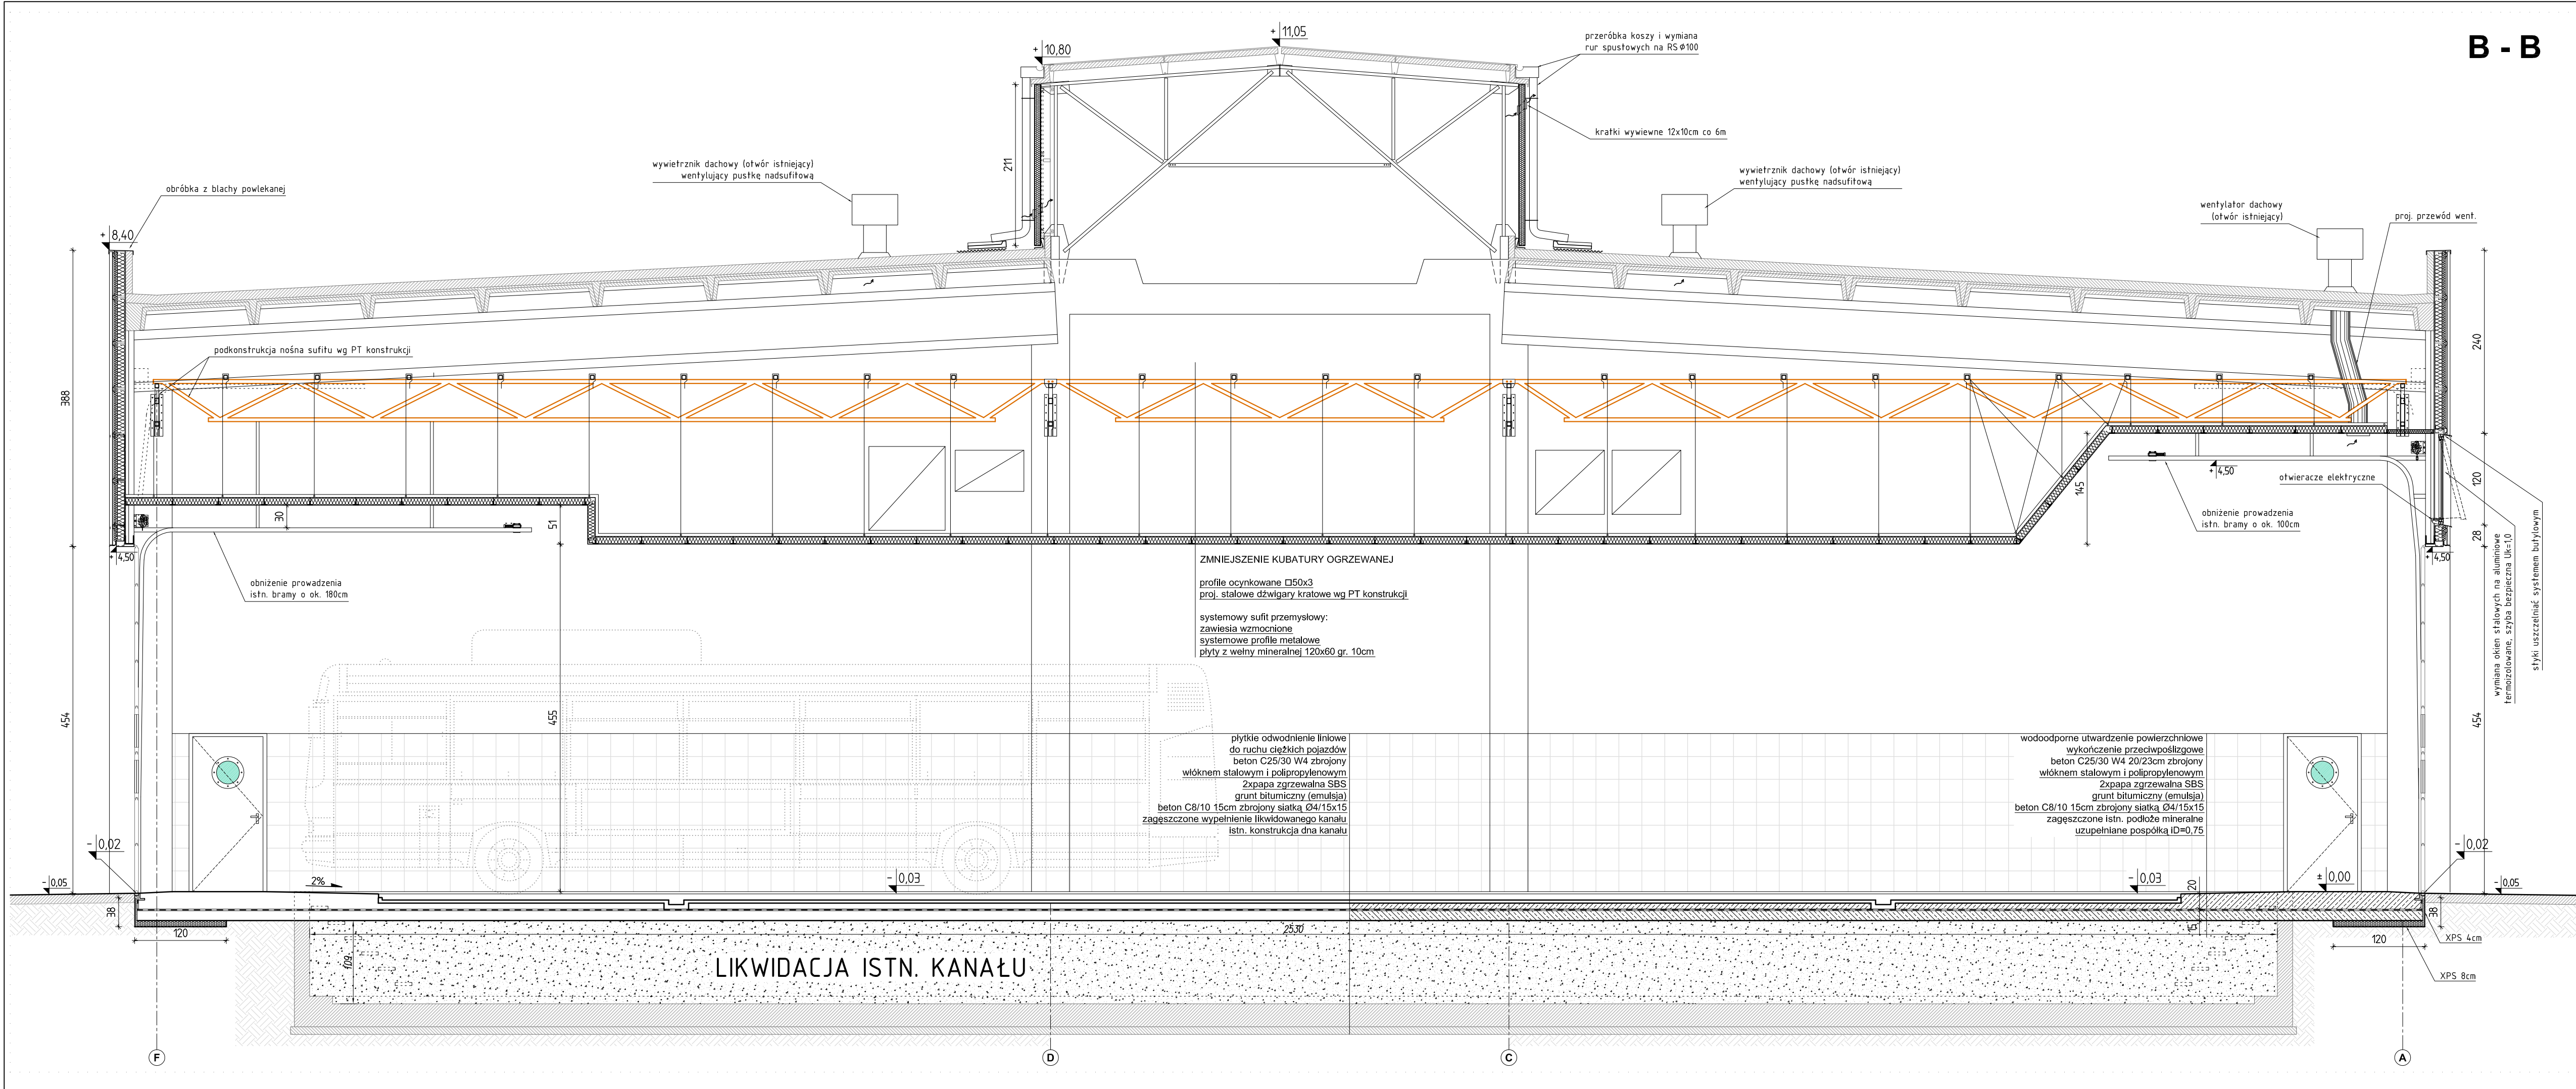 B - B
+ 11,05
+ 10,80
przeróbka koszy i wymiana
rur spustowych na RSØ100
kratki wywiewne 12x10cm co 6m
211
wywietrznik dachowy (otwór istniejący)
wentylujący pustkę nadsufitową
wywietrznik dachowy (otwór istniejący)
wentylujący pustkę nadsufitową
obróbka z blachy powlekanej
wentylator dachowy
(otwór istniejący)
proj. przewód went.
+ 8,40
podkonstrukcja nośna sufitu wg PT konstrukcji
388
240
30
51
145
+ 4,50
120
otwieracze elektryczne
obniżenie prowadzenia
istn. bramy o ok. 100cm
28
+ 4,50
+ 4,50
obniżenie prowadzenia
istn. bramy o ok. 180cm
wymiana okien stalowych na aluminiowe
termoizolowane, szyba bezpieczna Uk=1,0
styki uszczelniać systemem butylowym
ZMNIEJSZENIE KUBATURY OGRZEWANEJ
profile ocynkowane □50x3
proj. stalowe dźwigary kratowe wg PT konstrukcji
systemowy sufit przemysłowy:
zawiesia wzmocnione
systemowe profile metalowe
płyty z wełny mineralnej 120x60 gr. 10cm
454
455
454
płytkie odwodnienie liniowe
do ruchu ciężkich pojazdów
beton C25/30 W4 zbrojony
włóknem stalowym i polipropylenowym
2xpapa zgrzewalna SBS
grunt bitumiczny (emulsja)
beton C8/10 15cm zbrojony siatką Ø4/15x15
zagęszczone wypełnienie likwidowanego kanału
istn. konstrukcja dna kanału
wodoodporne utwardzenie powierzchniowe
wykończenie przeciwpoślizgowe
beton C25/30 W4 20/23cm zbrojony
włóknem stalowym i polipropylenowym
2xpapa zgrzewalna SBS
grunt bitumiczny (emulsja)
beton C8/10 15cm zbrojony siatką Ø4/15x15
zagęszczone istn. podłoże mineralne
uzupełniane pospółką ID=0,75
- 0,02
- 0,05
2%
- 0,03
- 0,03
± 0,00
- 0,02
- 0,05
20
38
120
2530
15
38
120
XPS 4cm
XPS 8cm
109
LIKWIDACJA ISTN. KANAŁU
F
D
C
A